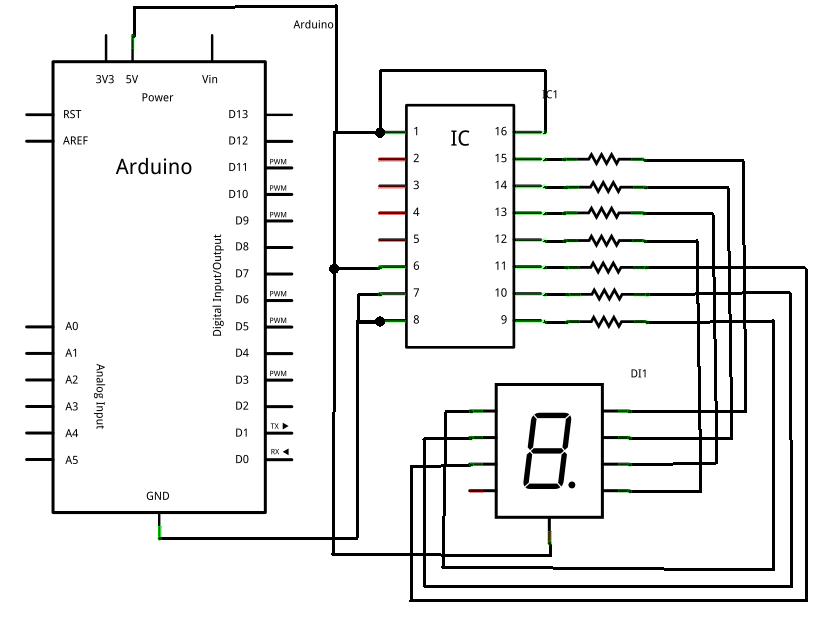 Arduino
3V3 5V Vin
Power
IC1
RST D13
AREF D12
Arduino
D11 PWM
D10 PWM
D9 PWM
D8
D7
D6 PWM
A0 D5 PWM
A1 D4
A2 D3 PWM
A3 D2
A4 D1 TX ▶
A5 D0 RX ◀
Analog Input
Digital Input/Output
GND
IC
1 16
2 15
3 14
4 13
5 12
6 11
7 10
8 9
DI1
8.